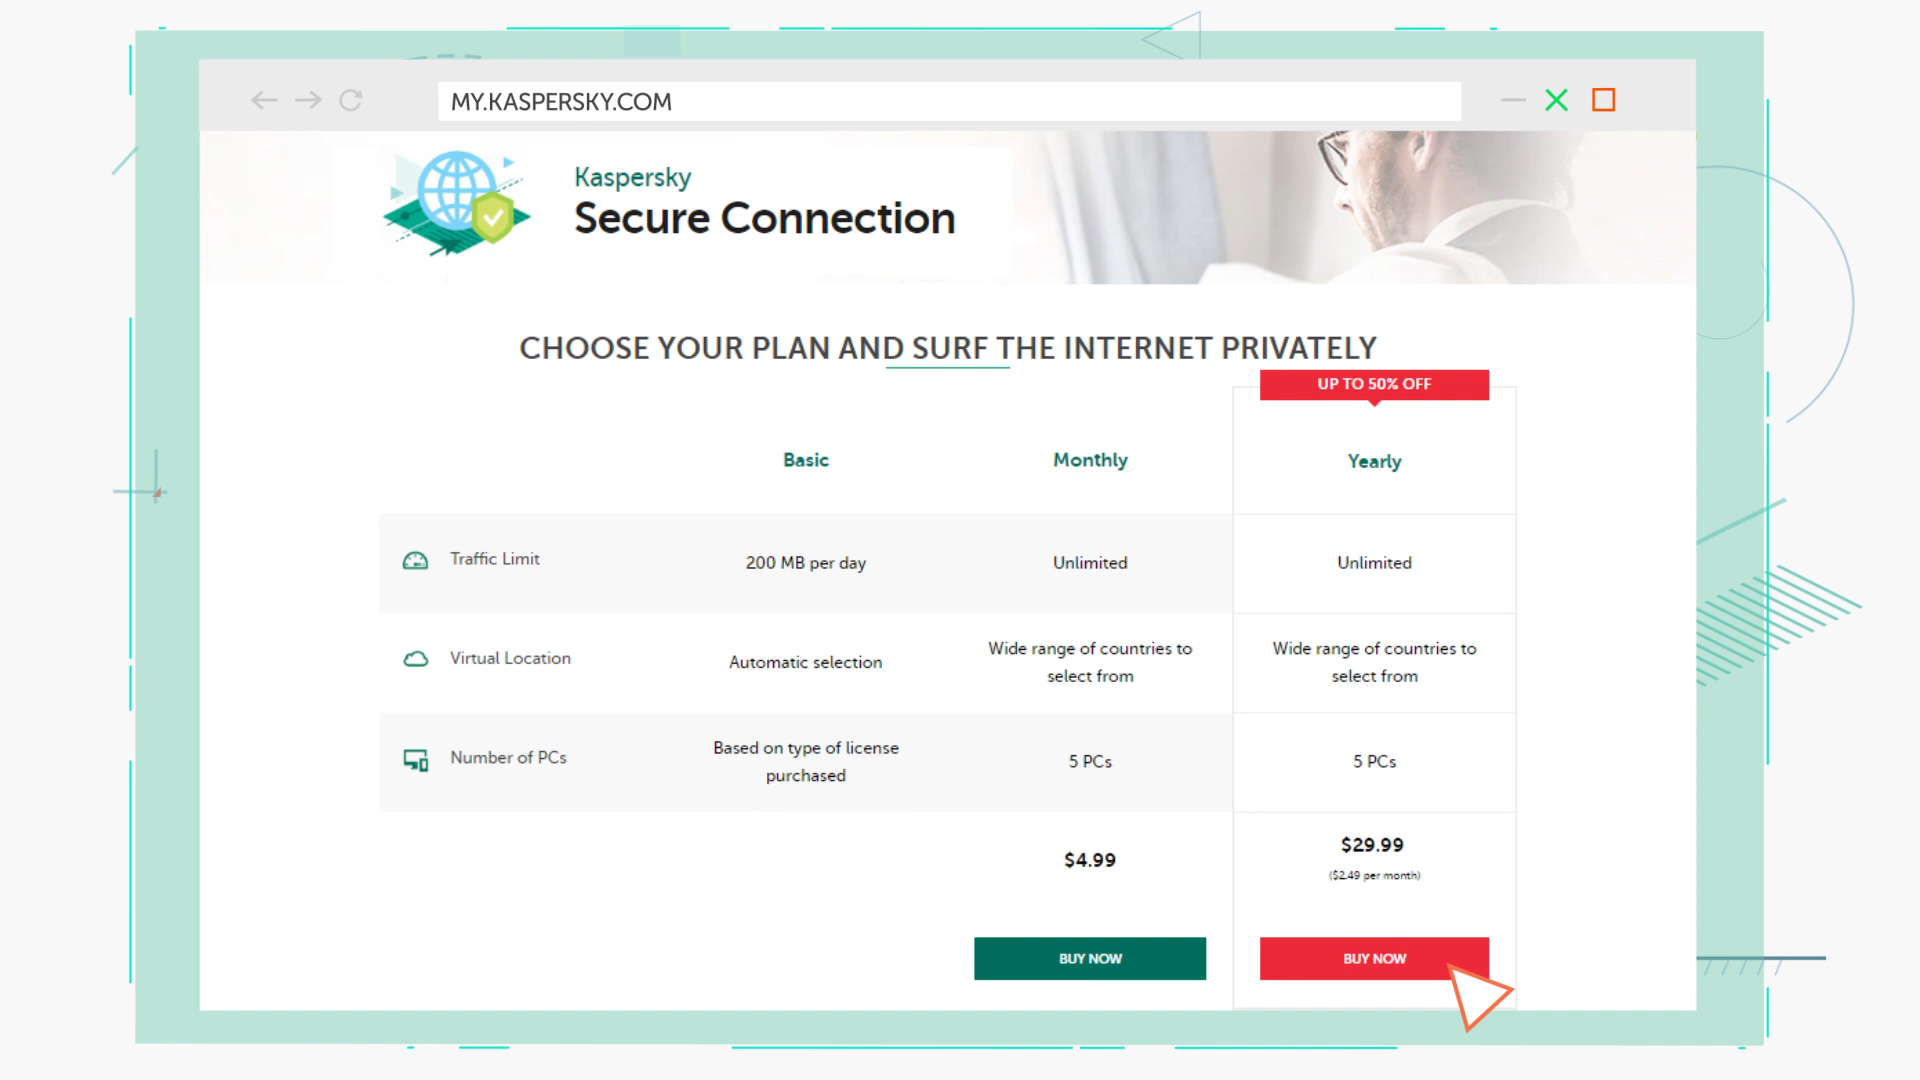 MY.KASPERSKY.COM
Kaspersky
Secure Connection
CHOOSE YOUR PLAN AND SURF THE INTERNET PRIVATELY
UP TO 50% OFF
Basic
Monthly
Yearly
Traffic Limit
200 MB per day
Unlimited
Unlimited
Virtual Location
Automatic selection
Wide range of countries to
select from
Wide range of countries to
select from
Number of PCs
Based on type of license
purchased
5 PCs
5 PCs
$4.99
$29.99
($2.49 per month)
BUY NOW
BUY NOW